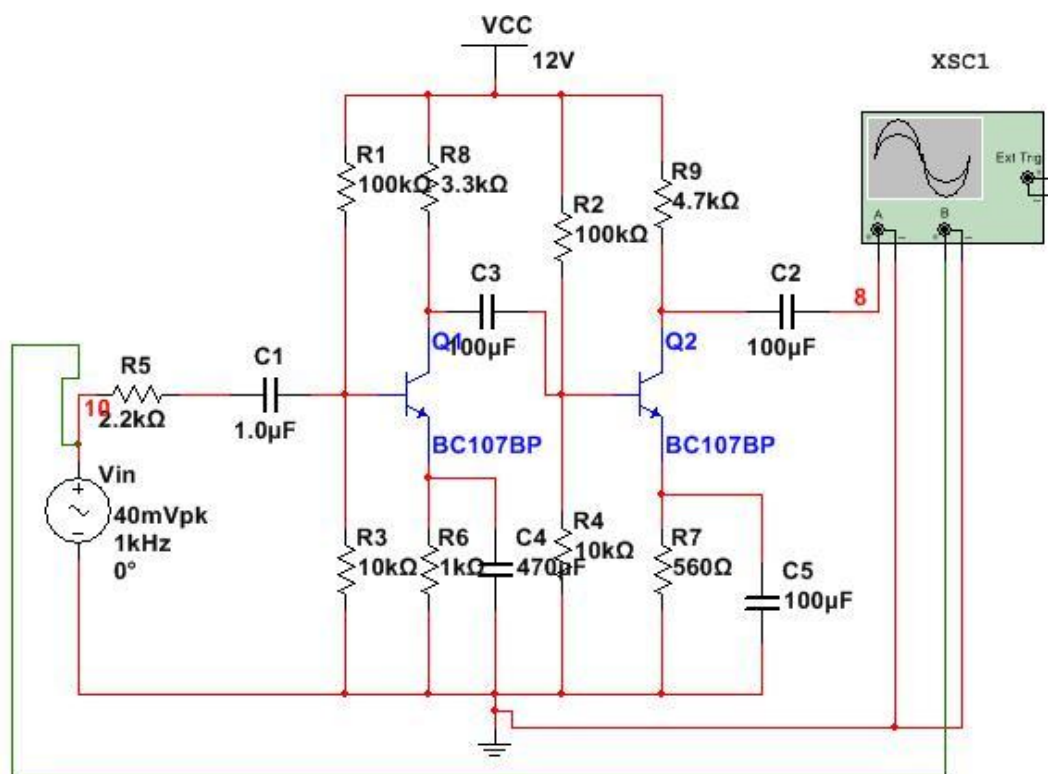 VCC
12V
XSC1
Ext Trig
+
−
A
B
+
−
+
−
R1
100kΩ
R8
3.3kΩ
R9
4.7kΩ
R2
100kΩ
C3
100µF
C2
100µF
8
Q1
Q2
R5
2.2kΩ
10
C1
1.0µF
BC107BP
BC107BP
Vin
40mVpk
1kHz
0°
R3
10kΩ
R6
1kΩ
C4
470µF
R4
10kΩ
R7
560Ω
C5
100µF